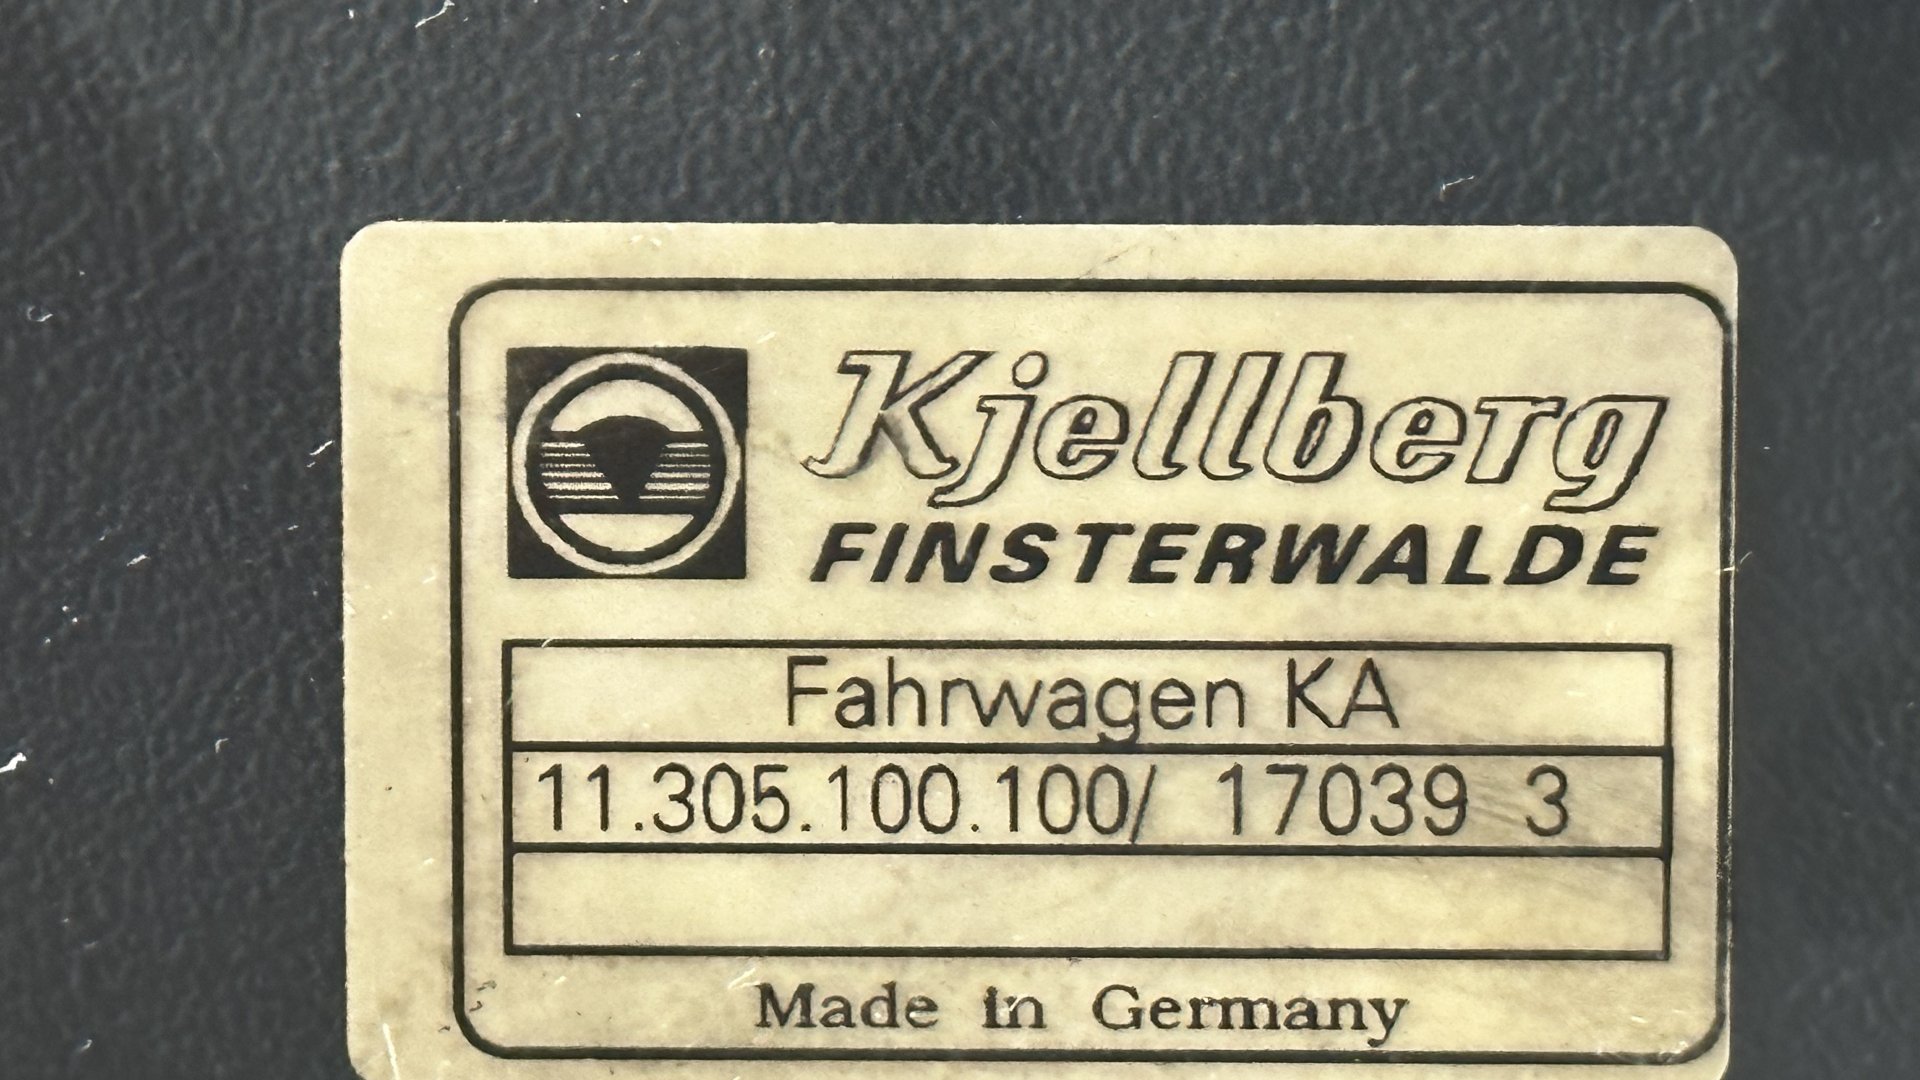 Kjellberg
FINSTERWALDE
Fahrwagen KA
11.305.100.100/ 17039 3
Made in Germany